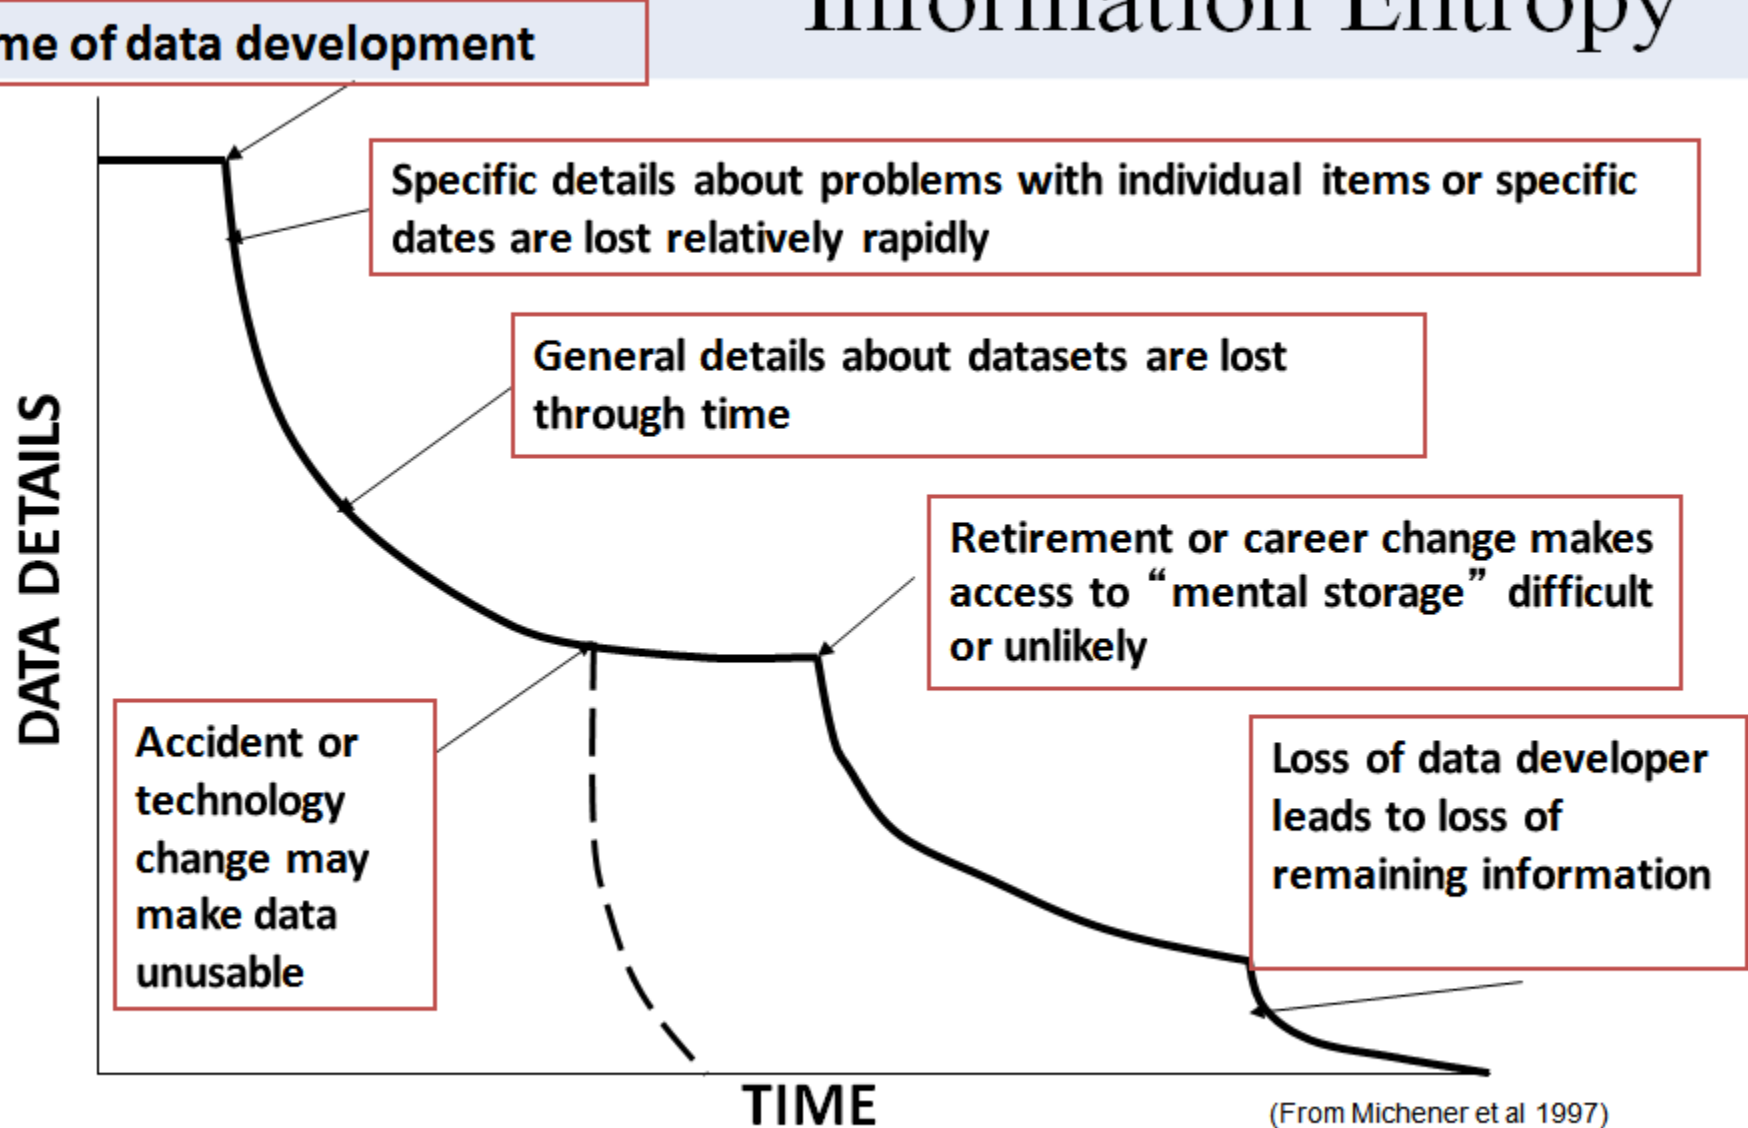 Information Entropy
me of data development
Specific details about problems with individual items or specific
dates are lost relatively rapidly
General details about datasets are lost
through time
Retirement or career change makes
access to “mental storage” difficult
or unlikely
Accident or
technology
change may
make data
unusable
Loss of data developer
leads to loss of
remaining information
DATA DETAILS
TIME
(From Michener et al 1997)